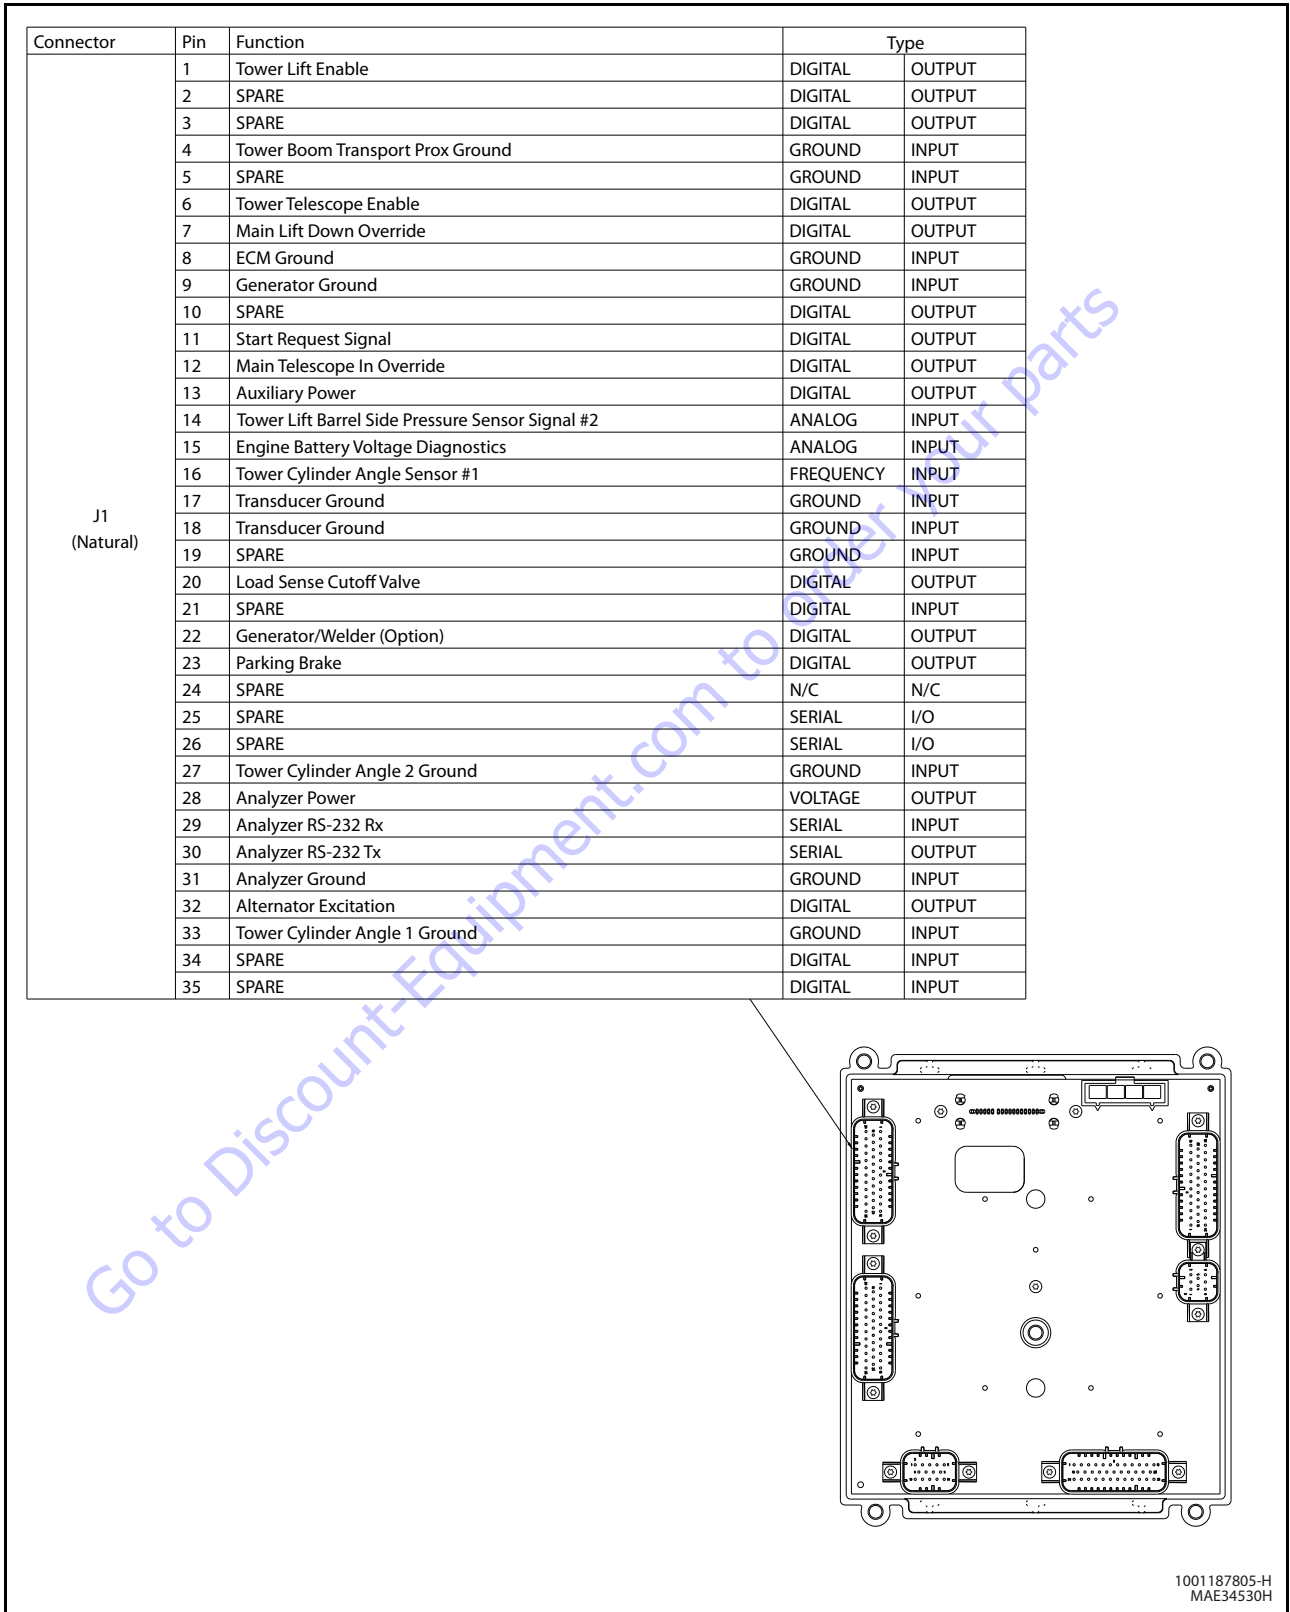 Connector Pin Function Type
J1
(Natural)
1 Tower Lift Enable DIGITAL OUTPUT
2 SPARE DIGITAL OUTPUT
3 SPARE DIGITAL OUTPUT
4 Tower Boom Transport Prox Ground GROUND INPUT
5 SPARE GROUND INPUT
6 Tower Telescope Enable DIGITAL OUTPUT
7 Main Lift Down Override DIGITAL OUTPUT
8 ECM Ground GROUND INPUT
9 Generator Ground GROUND INPUT
10 SPARE DIGITAL OUTPUT
11 Start Request Signal DIGITAL OUTPUT
12 Main Telescope In Override DIGITAL OUTPUT
13 Auxiliary Power DIGITAL OUTPUT
14 Tower Lift Barrel Side Pressure Sensor Signal #2 ANALOG INPUT
15 Engine Battery Voltage Diagnostics ANALOG INPUT
16 Tower Cylinder Angle Sensor #1 FREQUENCY INPUT
17 Transducer Ground GROUND INPUT
18 Transducer Ground GROUND INPUT
19 SPARE GROUND INPUT
20 Load Sense Cutoff Valve DIGITAL OUTPUT
21 SPARE DIGITAL INPUT
22 Generator/Welder (Option) DIGITAL OUTPUT
23 Parking Brake DIGITAL OUTPUT
24 SPARE N/C N/C
25 SPARE SERIAL I/O
26 SPARE SERIAL I/O
27 Tower Cylinder Angle 2 Ground GROUND INPUT
28 Analyzer Power VOLTAGE OUTPUT
29 Analyzer RS-232 Rx SERIAL INPUT
30 Analyzer RS-232 Tx SERIAL OUTPUT
31 Analyzer Ground GROUND INPUT
32 Alternator Excitation DIGITAL OUTPUT
33 Tower Cylinder Angle 1 Ground GROUND INPUT
34 SPARE DIGITAL INPUT
35 SPARE DIGITAL INPUT
Go to Discount-Equipment.com to order your parts
1001187805-H
MAE34530H